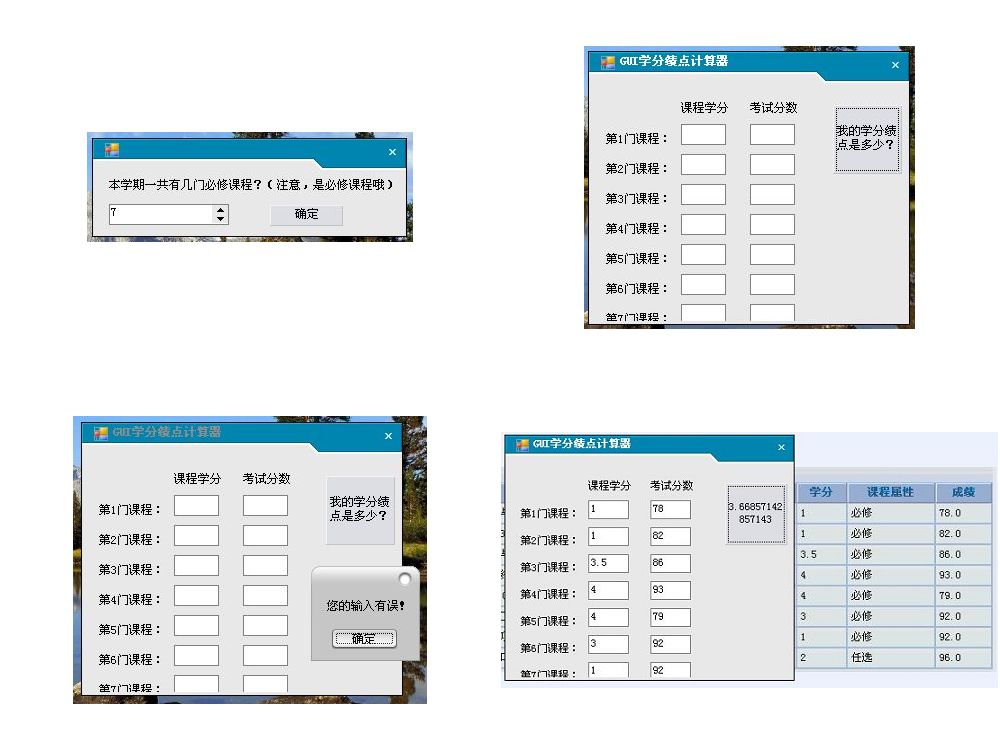 本学期一共有几门必修课程？(注意，是必修课程哦)
7
确定
GUI学分绩点计算器
课程学分 考试分数
我的学分绩
点是多少？
第1门课程：
第2门课程：
第3门课程：
第4门课程：
第5门课程：
第6门课程：
第7门课程：
GUI学分绩点计算器
课程学分 考试分数
我的学分绩
点是多少？
第1门课程：
第2门课程：
第3门课程：
第4门课程：
第5门课程：
第6门课程：
第7门课程：
您的输入有误!
确定
GUI学分绩点计算器
课程学分 考试分数
3.66857142
857143
第1门课程： 1 78
第2门课程： 1 82
第3门课程： 3.5 86
第4门课程： 4 93
第5门课程： 4 79
第6门课程： 3 92
第7门课程： 1 92
学分 课程属性 成绩
1 必修 78.0
1 必修 82.0
3.5 必修 86.0
4 必修 93.0
4 必修 79.0
3 必修 92.0
1 必修 92.0
2 任选 96.0